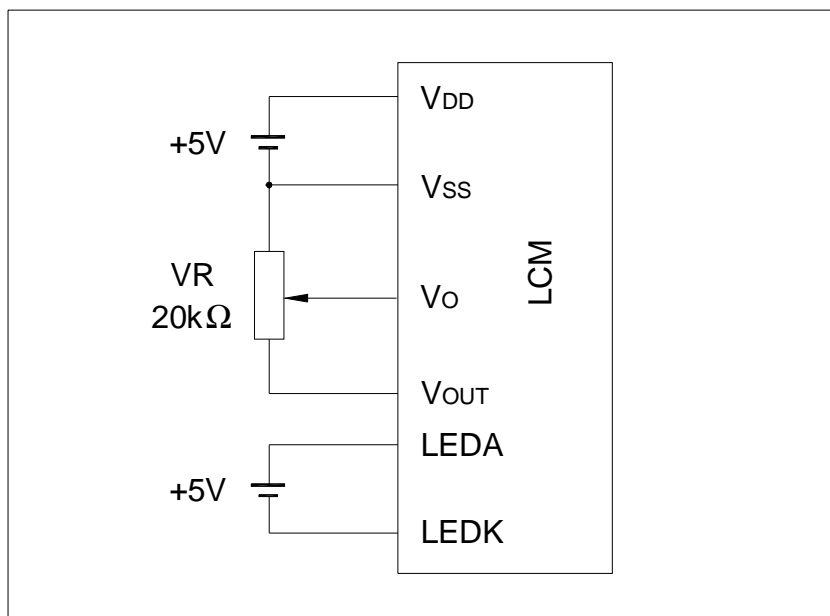 VDD
+5V
VSS
LCM
VR
20kΩ
VO
VOUT
LEDA
+5V
LEDK